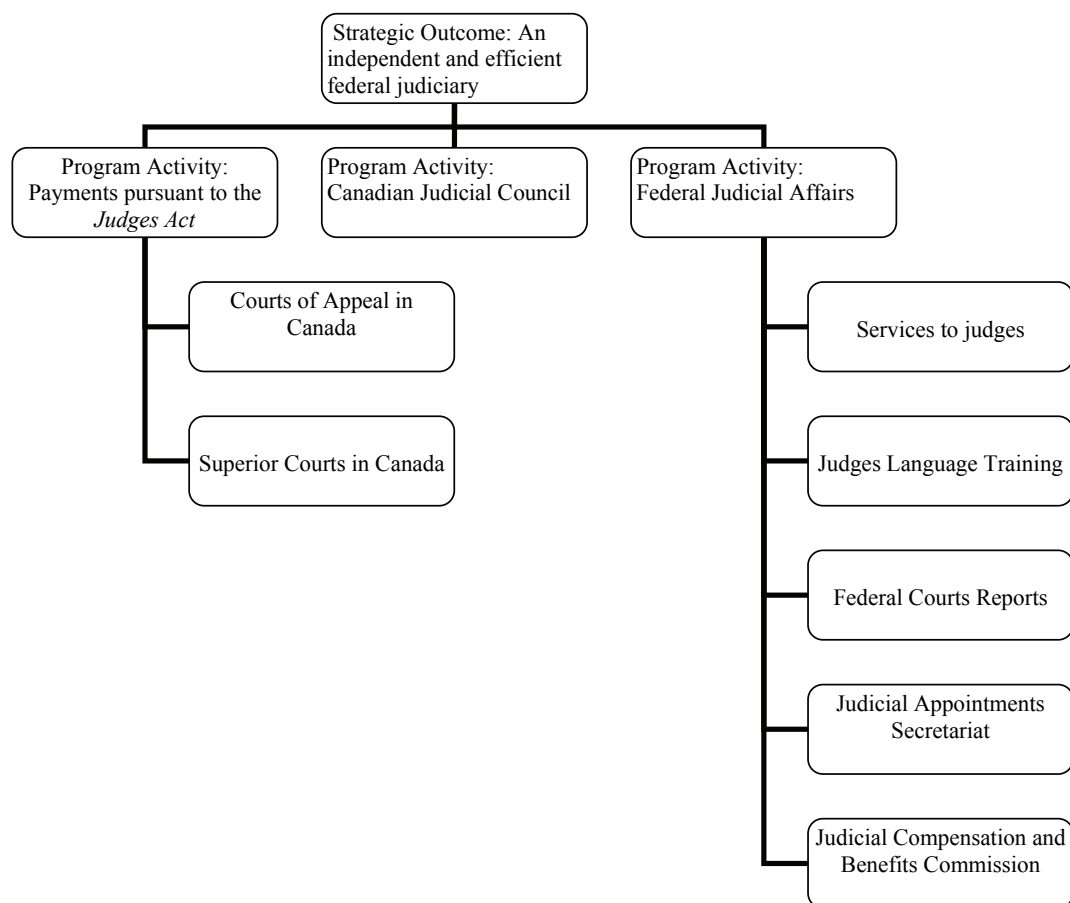 Strategic Outcome: An
independent and efficient
federal judiciary
Program Activity:
Payments pursuant to the
Judges Act
Program Activity:
Canadian Judicial Council
Program Activity:
Federal Judicial Affairs
Courts of Appeal in
Canada
Superior Courts in Canada
Services to judges
Judges Language Training
Federal Courts Reports
Judicial Appointments
Secretariat
Judicial Compensation and
Benefits Commission